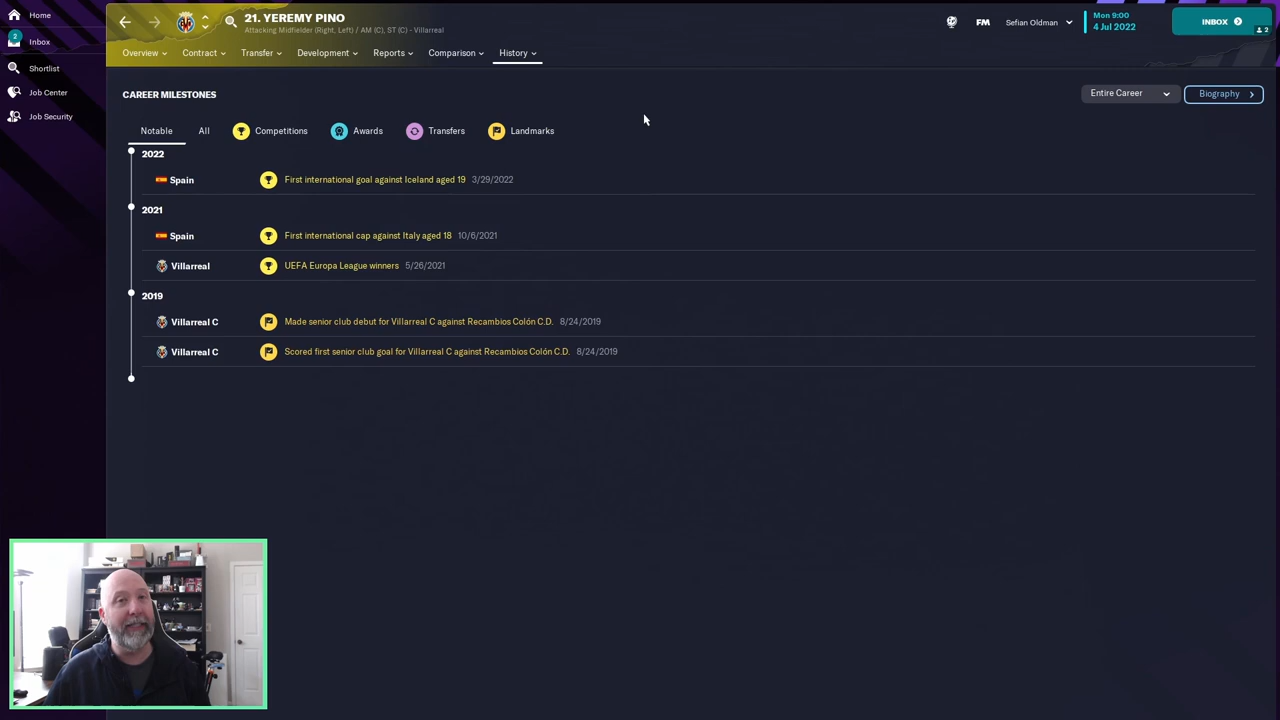 Home
2
Inbox
Shortlist
Job Center
Job Security
21. YEREMY PINO
Attacking Midfielder (Right, Left) / AM (C), ST (C) - Villarreal
FM
Sefian Oldman
Mon 9:00
4 Jul 2022
INBOX
2
Overview
Contract
Transfer
Development
Reports
Comparison
History
CAREER MILESTONES
Entire Career
Biography
Notable
All
Competitions
Awards
Transfers
Landmarks
2022
Spain First international goal against Iceland aged 19 3/29/2022
2021
Spain First international cap against Italy aged 18 10/6/2021
Villarreal UEFA Europa League winners 5/26/2021
2019
Villarreal C Made senior club debut for Villarreal C against Recambios Colón C.D. 8/24/2019
Villarreal C Scored first senior club goal for Villarreal C against Recambios Colón C.D. 8/24/2019